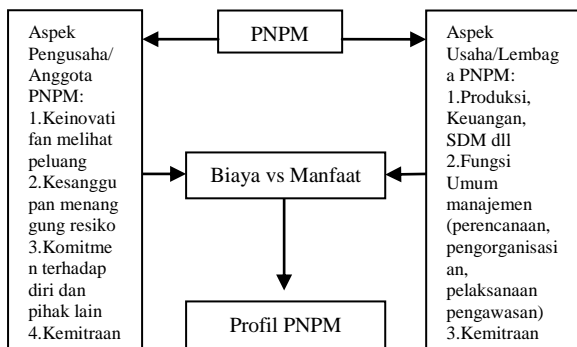 PNPM
Aspek
Pengusaha/
Anggota
PNPM:
1.Keinovati
fan melihat
peluang
2.Kesanggu
pan menang
gung resiko
3.Komitme
n terhadap
diri dan
pihak lain
4.Kemitraan
Biaya vs Manfaat
Profil PNPM
Aspek
Usaha/Lembag
a PNPM:
1.Produksi,
Keuangan,
SDM dll
2.Fungsi
Umum
manajemen
(perencanaan,
pengorganisasi
an,
pelaksanaan
pengawasan)
3.Kemitraan